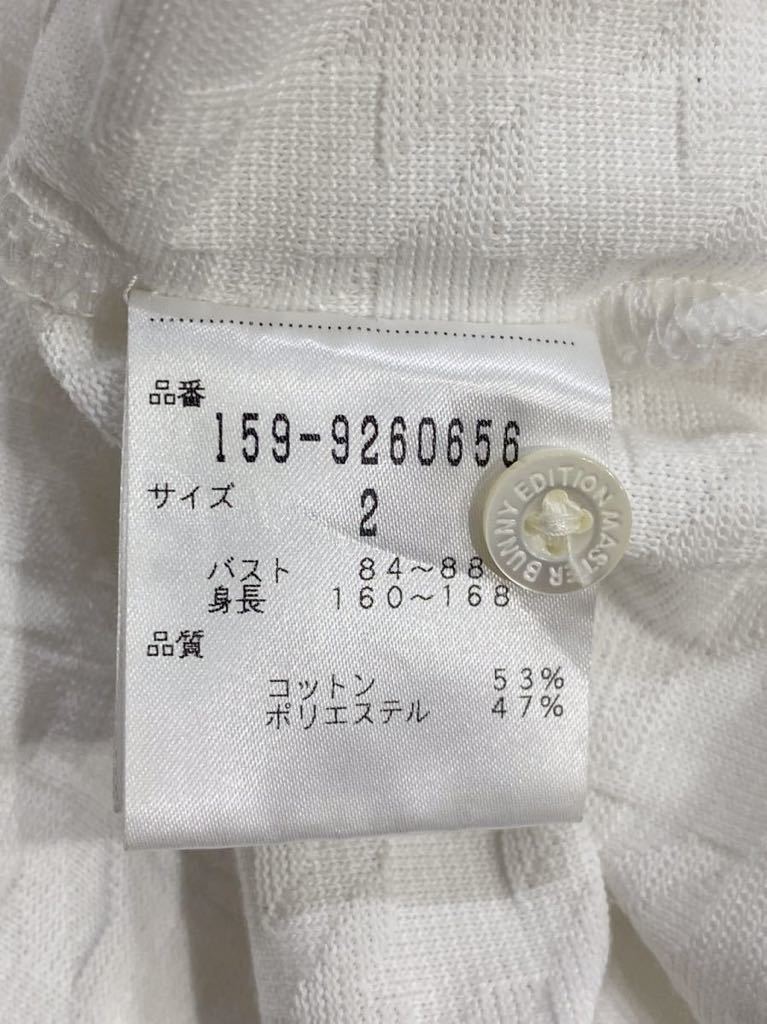 品番
159-9260656
サイズ 2
バスト 84～88
身長 160～168
品質
コットン 53%
ポリエステル 47%
MASTER BUNNY EDITION/